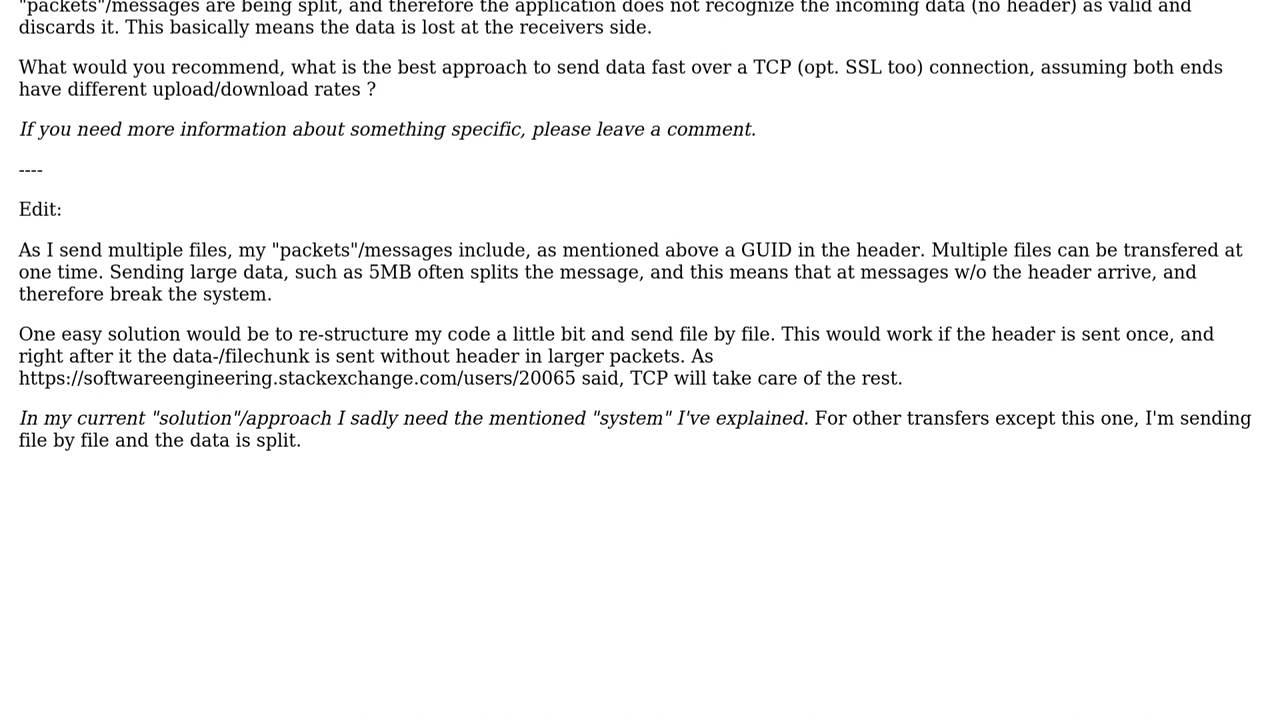 "packets"/messages are being split, and therefore the application does not recognize the incoming data (no header) as valid and
discards it. This basically means the data is lost at the receivers side.
What would you recommend, what is the best approach to send data fast over a TCP (opt. SSL too) connection, assuming both ends
have different upload/download rates ?
If you need more information about something specific, please leave a comment.
----
Edit:
As I send multiple files, my "packets"/messages include, as mentioned above a GUID in the header. Multiple files can be transfered at
one time. Sending large data, such as 5MB often splits the message, and this means that at messages w/o the header arrive, and
therefore break the system.
One easy solution would be to re-structure my code a little bit and send file by file. This would work if the header is sent once, and
right after it the data-/filechunk is sent without header in larger packets. As
https://softwareengineering.stackexchange.com/users/20065 said, TCP will take care of the rest.
In my current "solution"/approach I sadly need the mentioned "system" I've explained. For other transfers except this one, I'm sending
file by file and the data is split.